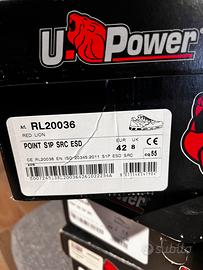 U Power
M. RL20036
RED LION
POINT S1P SRC ESD
EUR UK
42 8
CE
GE RL20036 EN ISO 20345:2011 S1P ESD SRC
subito